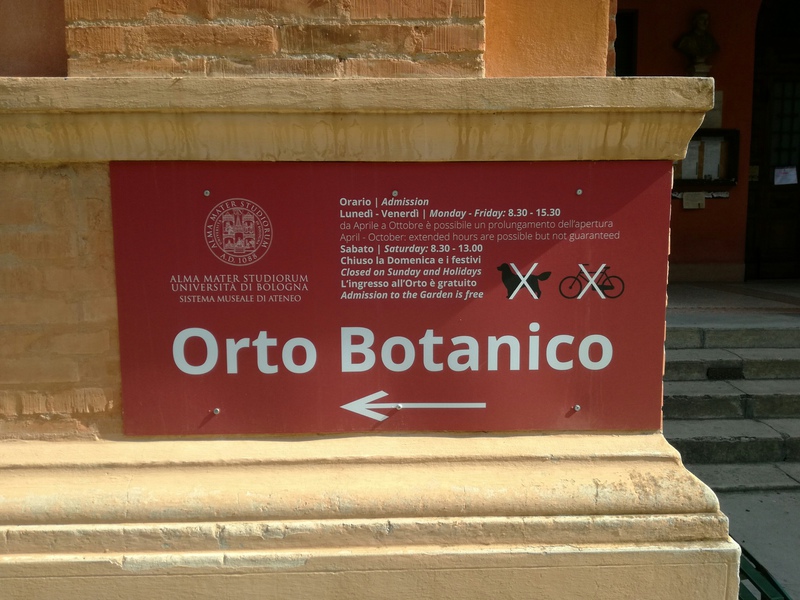 ALMA MATER STUDIORUM
A.D. 1088
ALMA MATER STUDIORUM
UNIVERSITÀ DI BOLOGNA
SISTEMA MUSEALE DI ATENEO
Orario | Admission
Lunedì - Venerdì | Monday - Friday: 8.30 - 15.30
da Aprile a Ottobre è possibile un prolungamento dell'apertura
April - October: extended hours are possible but not guaranteed
Sabato | Saturday: 8.30 - 13.00
Chiuso la Domenica e i festivi
Closed on Sunday and Holidays
L'ingresso all'Orto è gratuito
Admission to the Garden is free
Orto Botanico